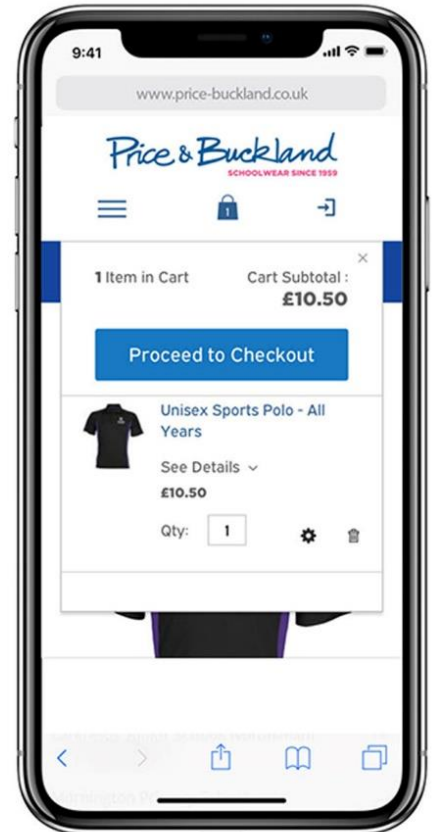 9:41
www.price-buckland.co.uk
Price & Buckland
SCHOOLWEAR SINCE 1959
1
1 Item in Cart
Cart Subtotal :
£10.50
Proceed to Checkout
Unisex Sports Polo - All
Years
See Details
£10.50
Qty: 1